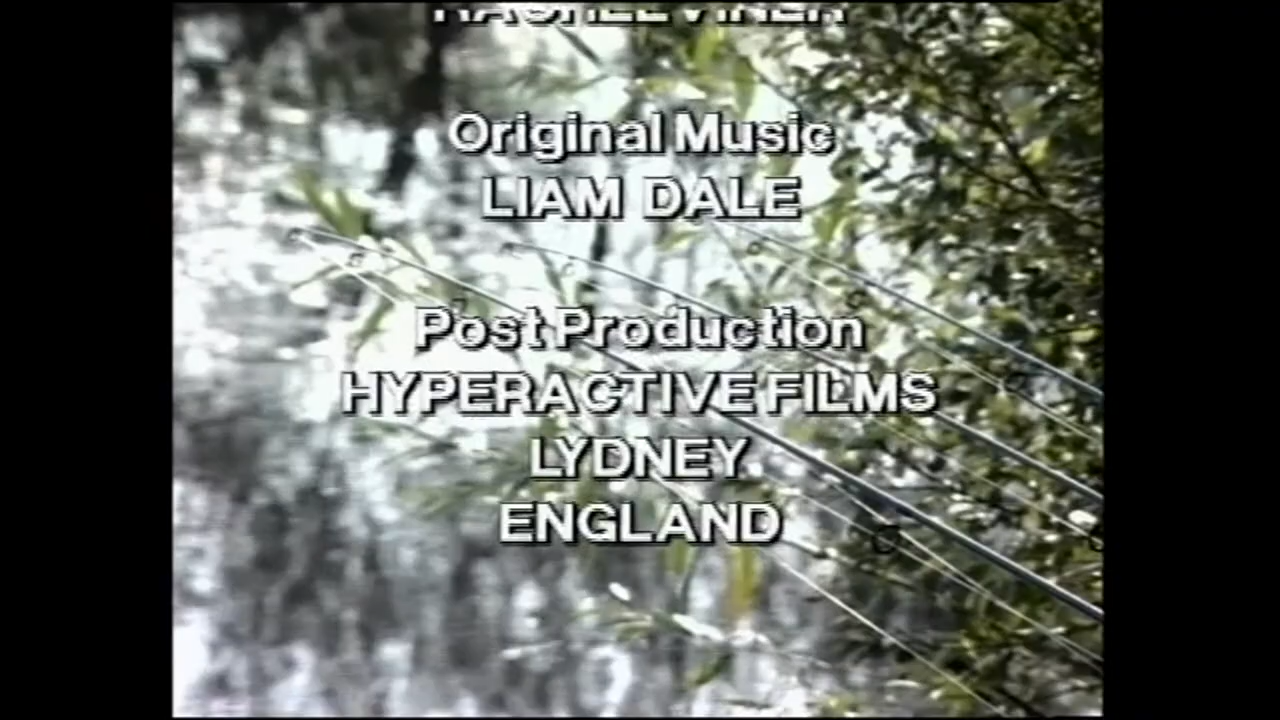 Original Music
LIAM DALE
Post Production
HYPERACTIVE FILMS
LYDNEY
ENGLAND